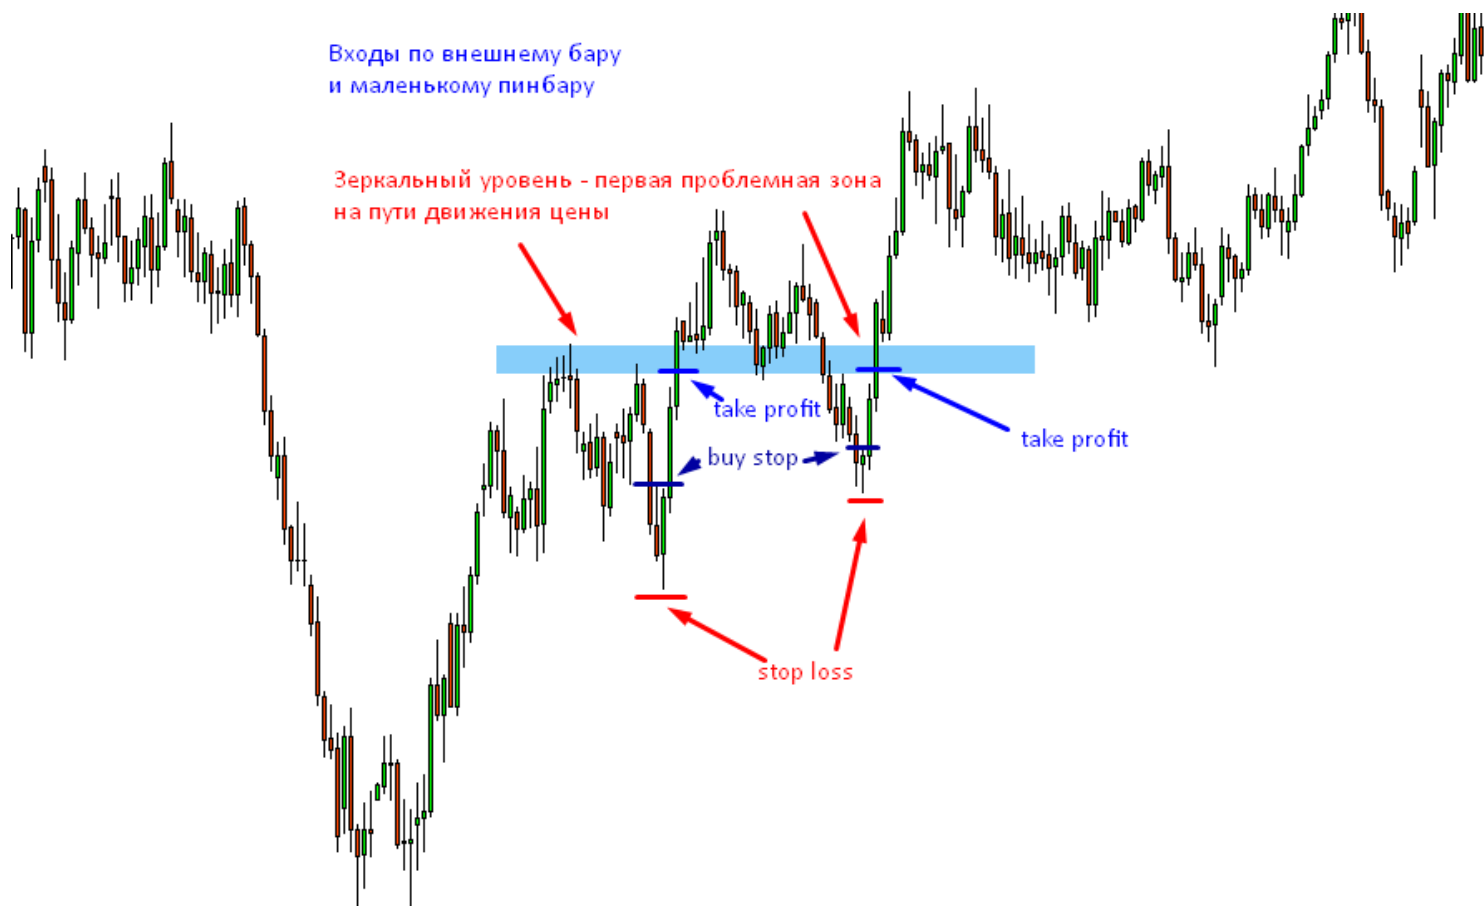 Входы по внешнему бару
и маленькому пинбару
Зеркальный уровень - первая проблемная зона
на пути движения цены
take profit
take profit
buy stop
stop loss